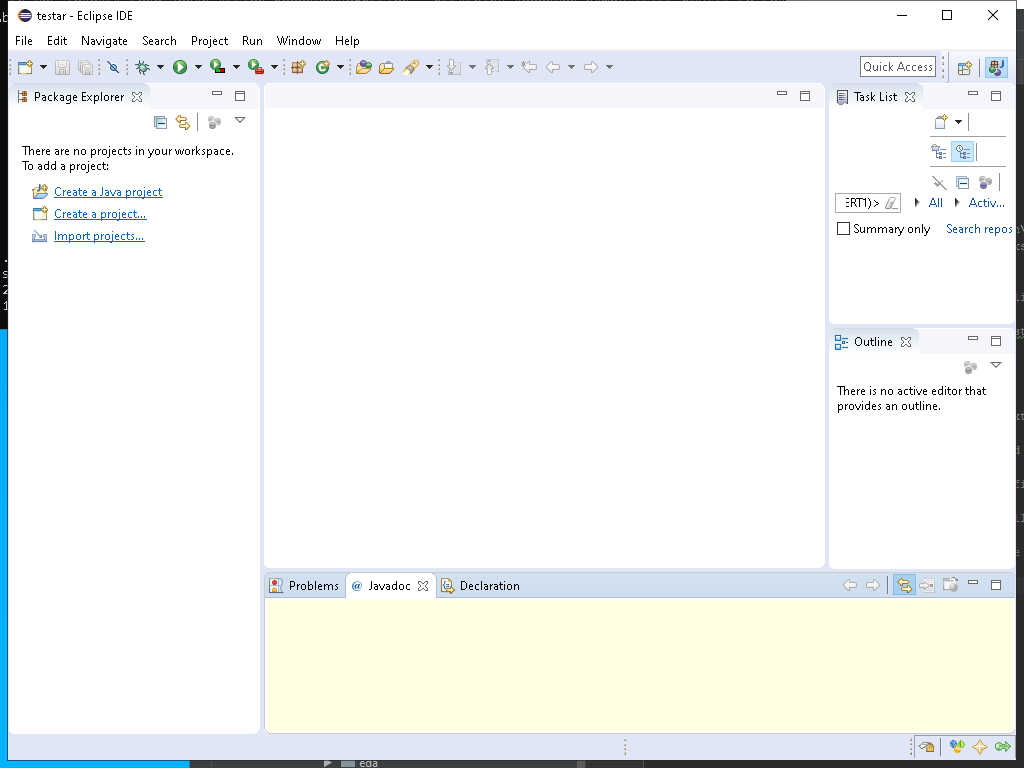 testar - Eclipse IDE
File Edit Navigate Search Project Run Window Help
Quick Access
Package Explorer
Task List
There are no projects in your workspace.
To add a project:
Create a Java project
Create a project...
Import projects...
ERT1)> All Activ...
Summary only Search repos
Outline
There is no active editor that
provides an outline.
Problems @ Javadoc Declaration
eda